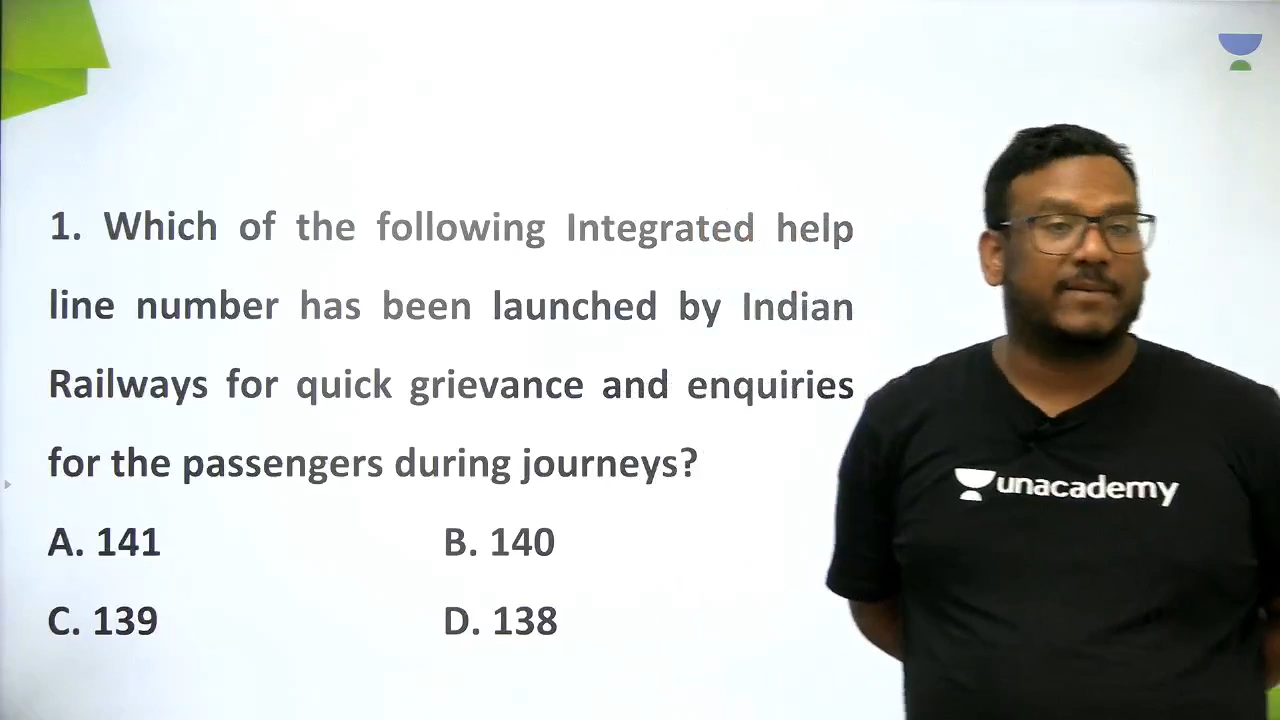 1. Which of the following Integrated help
line number has been launched by Indian
Railways for quick grievance and enquiries
for the passengers during journeys?
A. 141 B. 140
C. 139 D. 138
unacademy